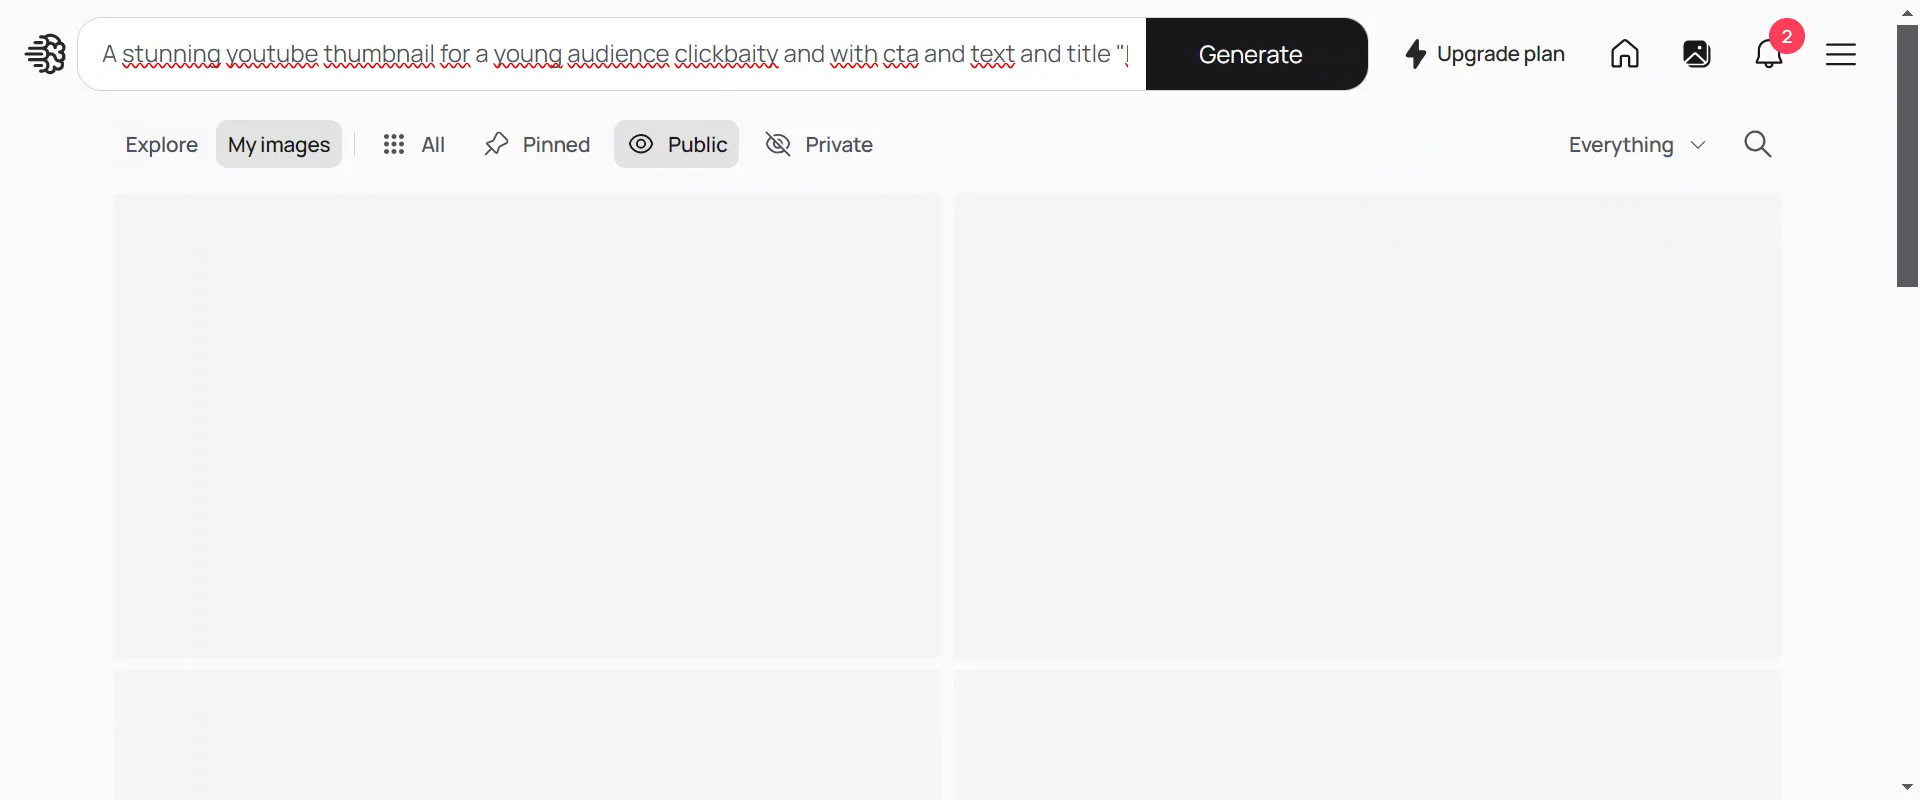 A stunning youtube thumbnail for a young audience clickbaity and with cta and text and title "
Generate
Upgrade plan
2
Explore
My images
All
Pinned
Public
Private
Everything